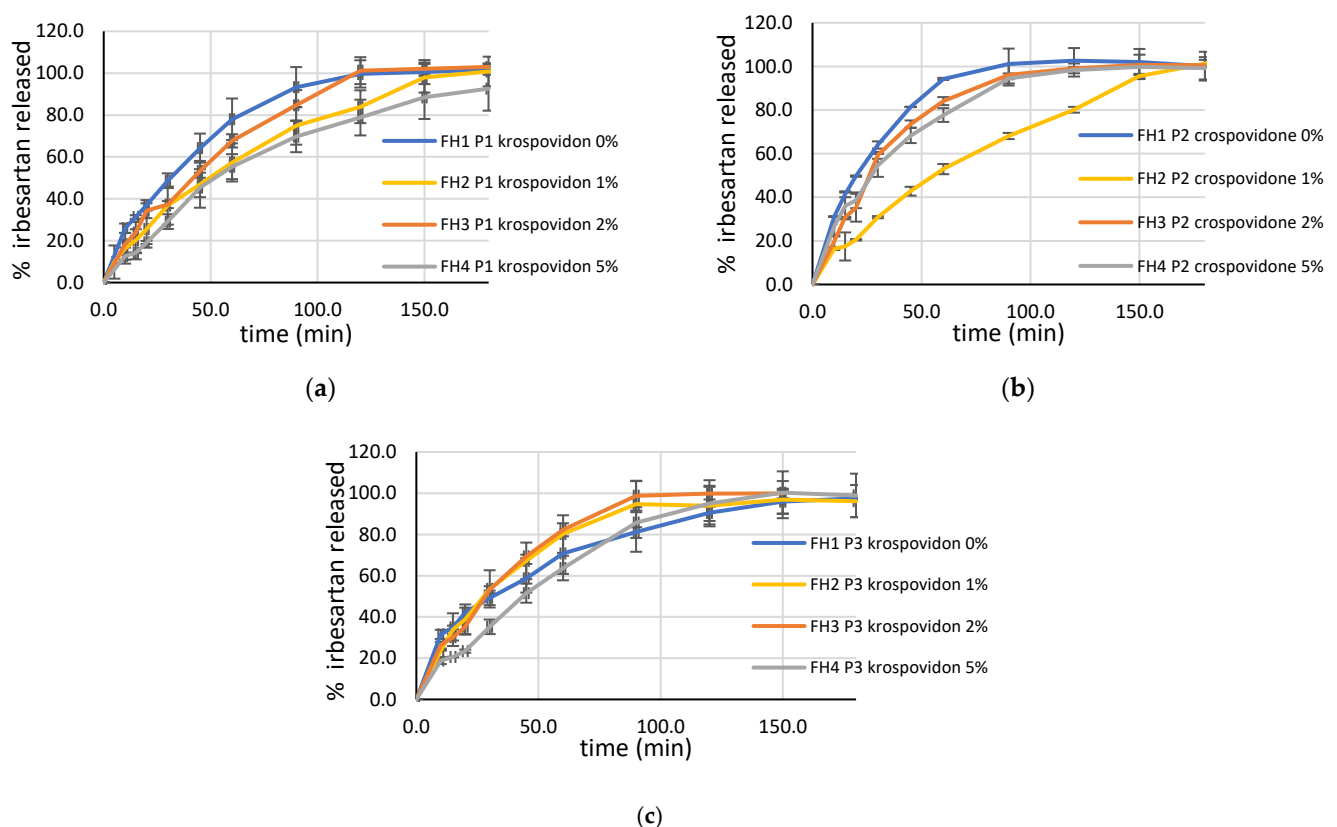 120.0
100.0
80.0
60.0
40.0
20.0
0.0
% irbesartan released
0.0 50.0 100.0 150.0
time (min)
FH1 P1 krospovidon 0%
FH2 P1 krospovidon 1%
FH3 P1 krospovidon 2%
FH4 P1 krospovidon 5%
(a)
120.0
100.0
80.0
60.0
40.0
20.0
0.0
% irbesartan released
0.0 50.0 100.0 150.0
time (min)
FH1 P2 crospovidone 0%
FH2 P2 crospovidone 1%
FH3 P2 crospovidone 2%
FH4 P2 crospovidone 5%
(b)
120.0
100.0
80.0
60.0
40.0
20.0
0.0
% irbesartan released
0.0 50.0 100.0 150.0
time (min)
FH1 P3 krospovidon 0%
FH2 P3 krospovidon 1%
FH3 P3 krospovidon 2%
FH4 P3 krospovidon 5%
(c)